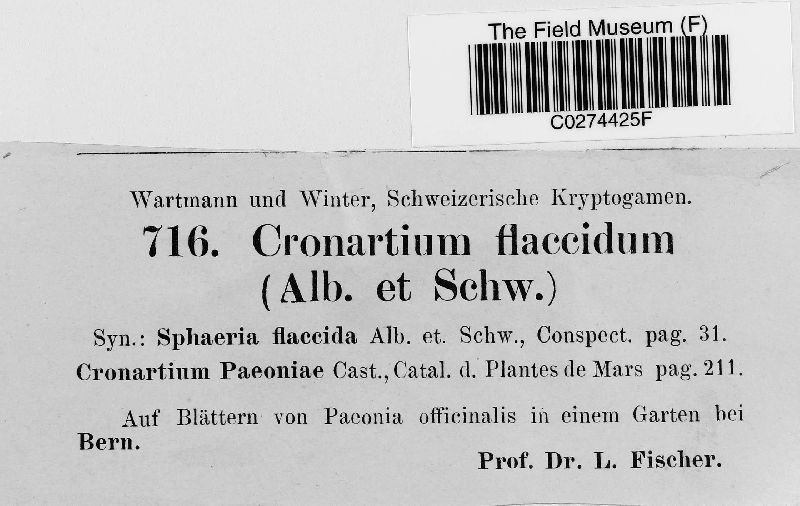 The Field Museum (F)
C0274425F
Wartmann und Winter, Schweizerische Kryptogamen.
716. Cronartium flaccidum
(Alb. et Schw.)
Syn.: Sphaeria flaccida Alb. et. Schw., Conspect. pag. 31.
Cronartium Paeoniae Cast., Catal. d. Plantes de Mars pag. 211.
Auf Blättern von Paeonia officinalis in einem Garten bei
Bern.
Prof. Dr. L. Fischer.